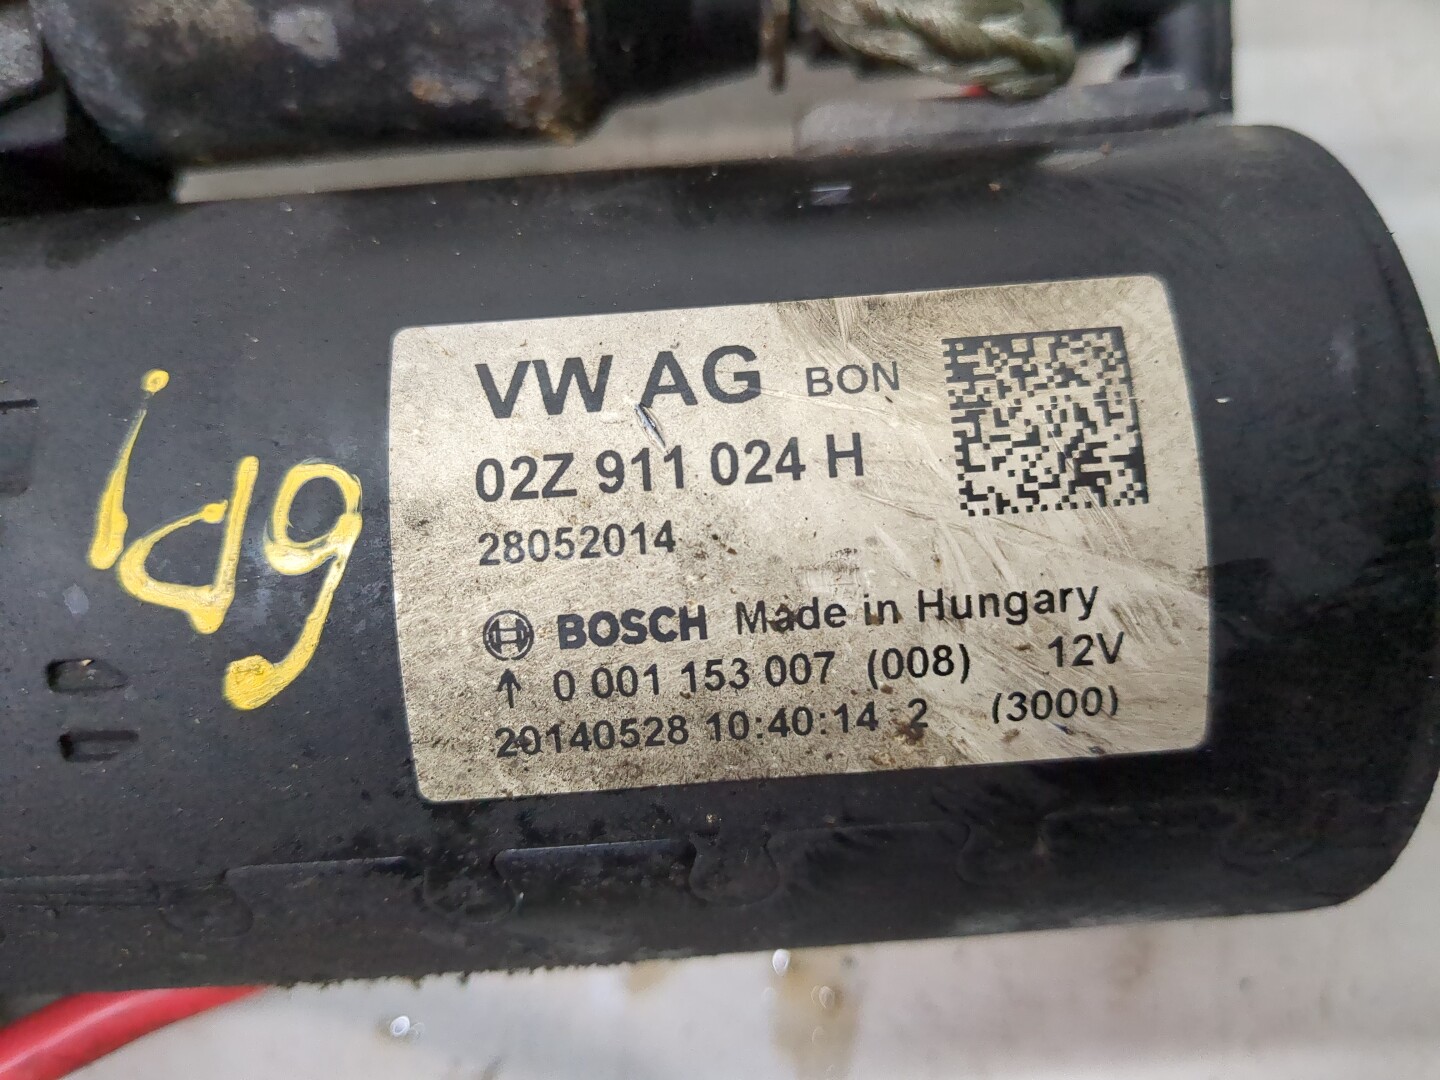 VW AG BON
02Z 911 024 H
28052014
BOSCH Made in Hungary
↑ 0 001 153 007 (008) 12V
20140528 10:40:14 2 (3000)